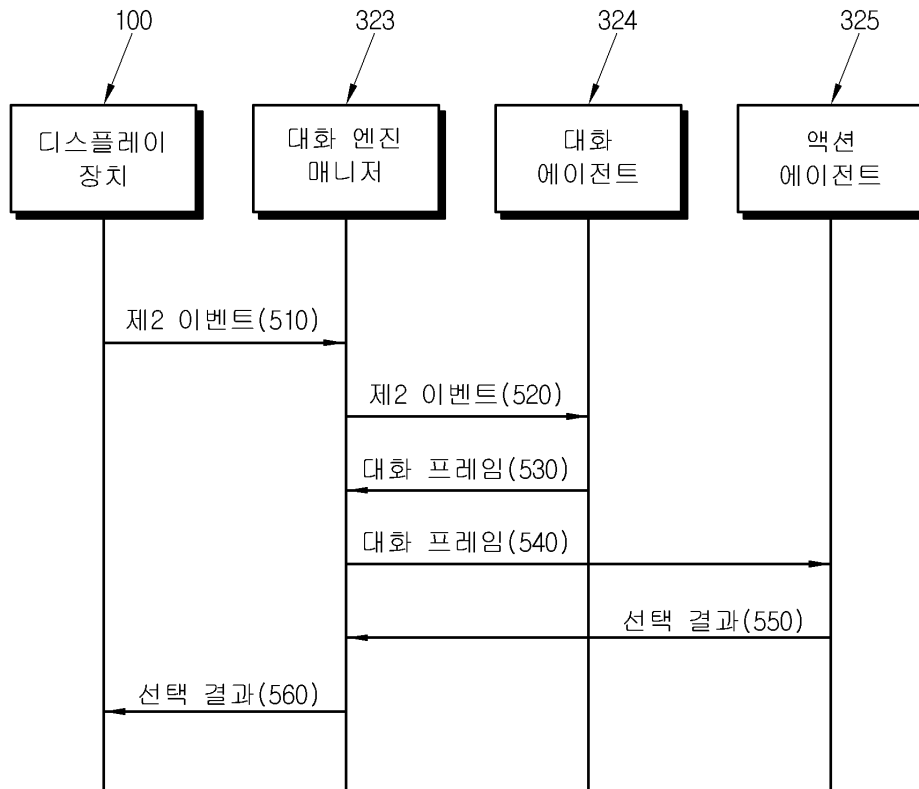 100
323
324
325
디스플레이
장치
대화 엔진
매니저
대화
에이전트
액션
에이전트
제2 이벤트(510)
제2 이벤트(520)
대화 프레임(530)
대화 프레임(540)
선택 결과(550)
선택 결과(560)